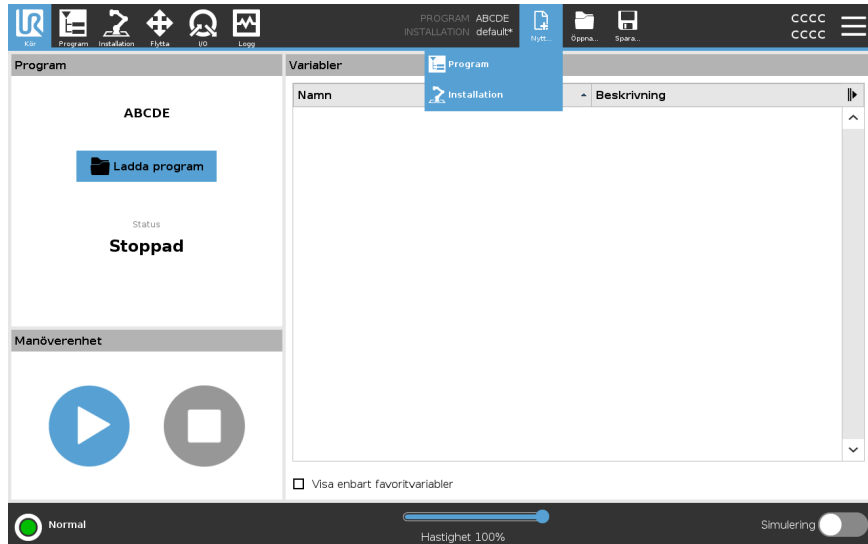 UR
Kör
Program
Installation
Flytta
I/O
Logg
PROGRAM ABCDE
INSTALLATION default*
Nytt...
Öppna...
Spara...
CCCC
CCCC
Program
Variabler
Program
Installation
Namn
Beskrivning
ABCDE
Ladda program
Status
Stoppad
Manöverenhet
Visa enbart favoritvariabler
Normal
Hastighet 100%
Simulering